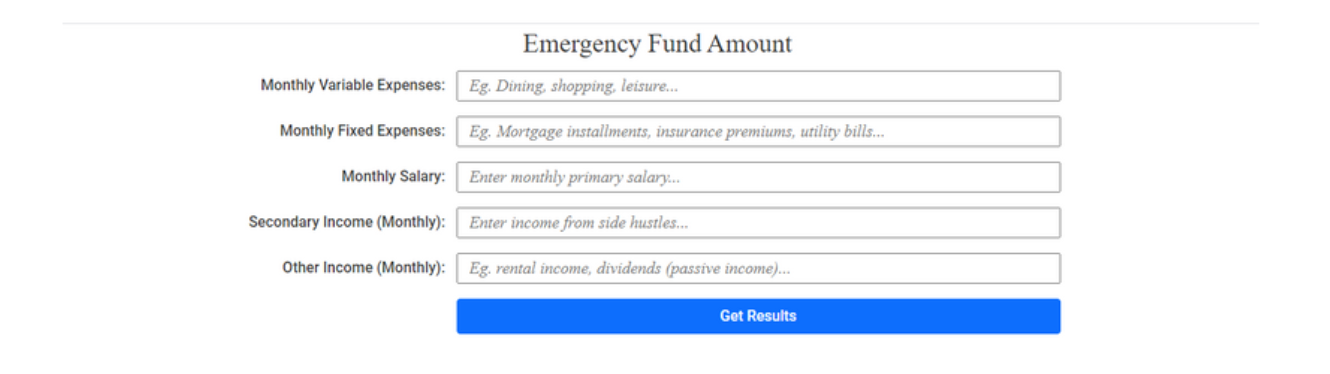 Emergency Fund Amount
Monthly Variable Expenses: Eg. Dining, shopping, leisure...
Monthly Fixed Expenses: Eg. Mortgage installments, insurance premiums, utility bills...
Monthly Salary: Enter monthly primary salary...
Secondary Income (Monthly): Enter income from side hustles...
Other Income (Monthly): Eg. rental income, dividends (passive income)...
Get Results